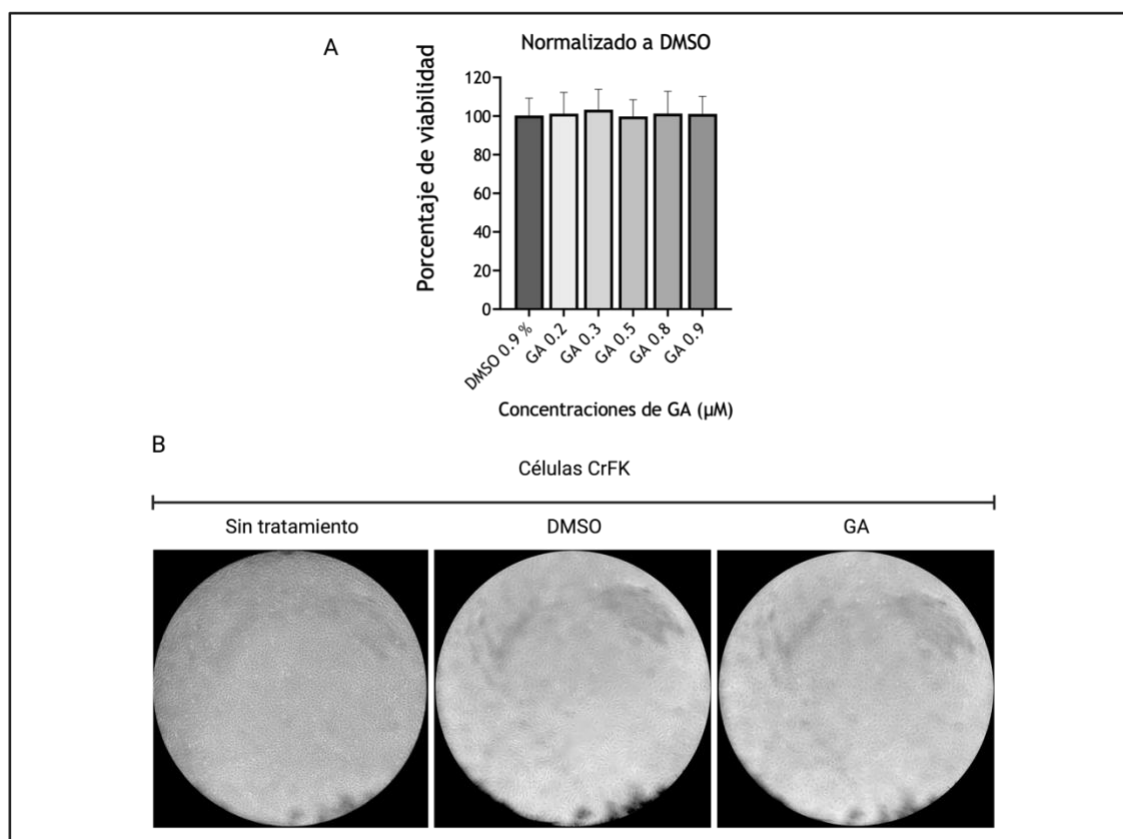 A
Normalizado a DMSO
Porcentaje de viabilidad
120
100
80
60
40
20
0
DMSO 0.9 %
GA 0.2
GA 0.3
GA 0.5
GA 0.8
GA 0.9
Concentraciones de GA (µM)
B
Células CrFK
Sin tratamiento
DMSO
GA